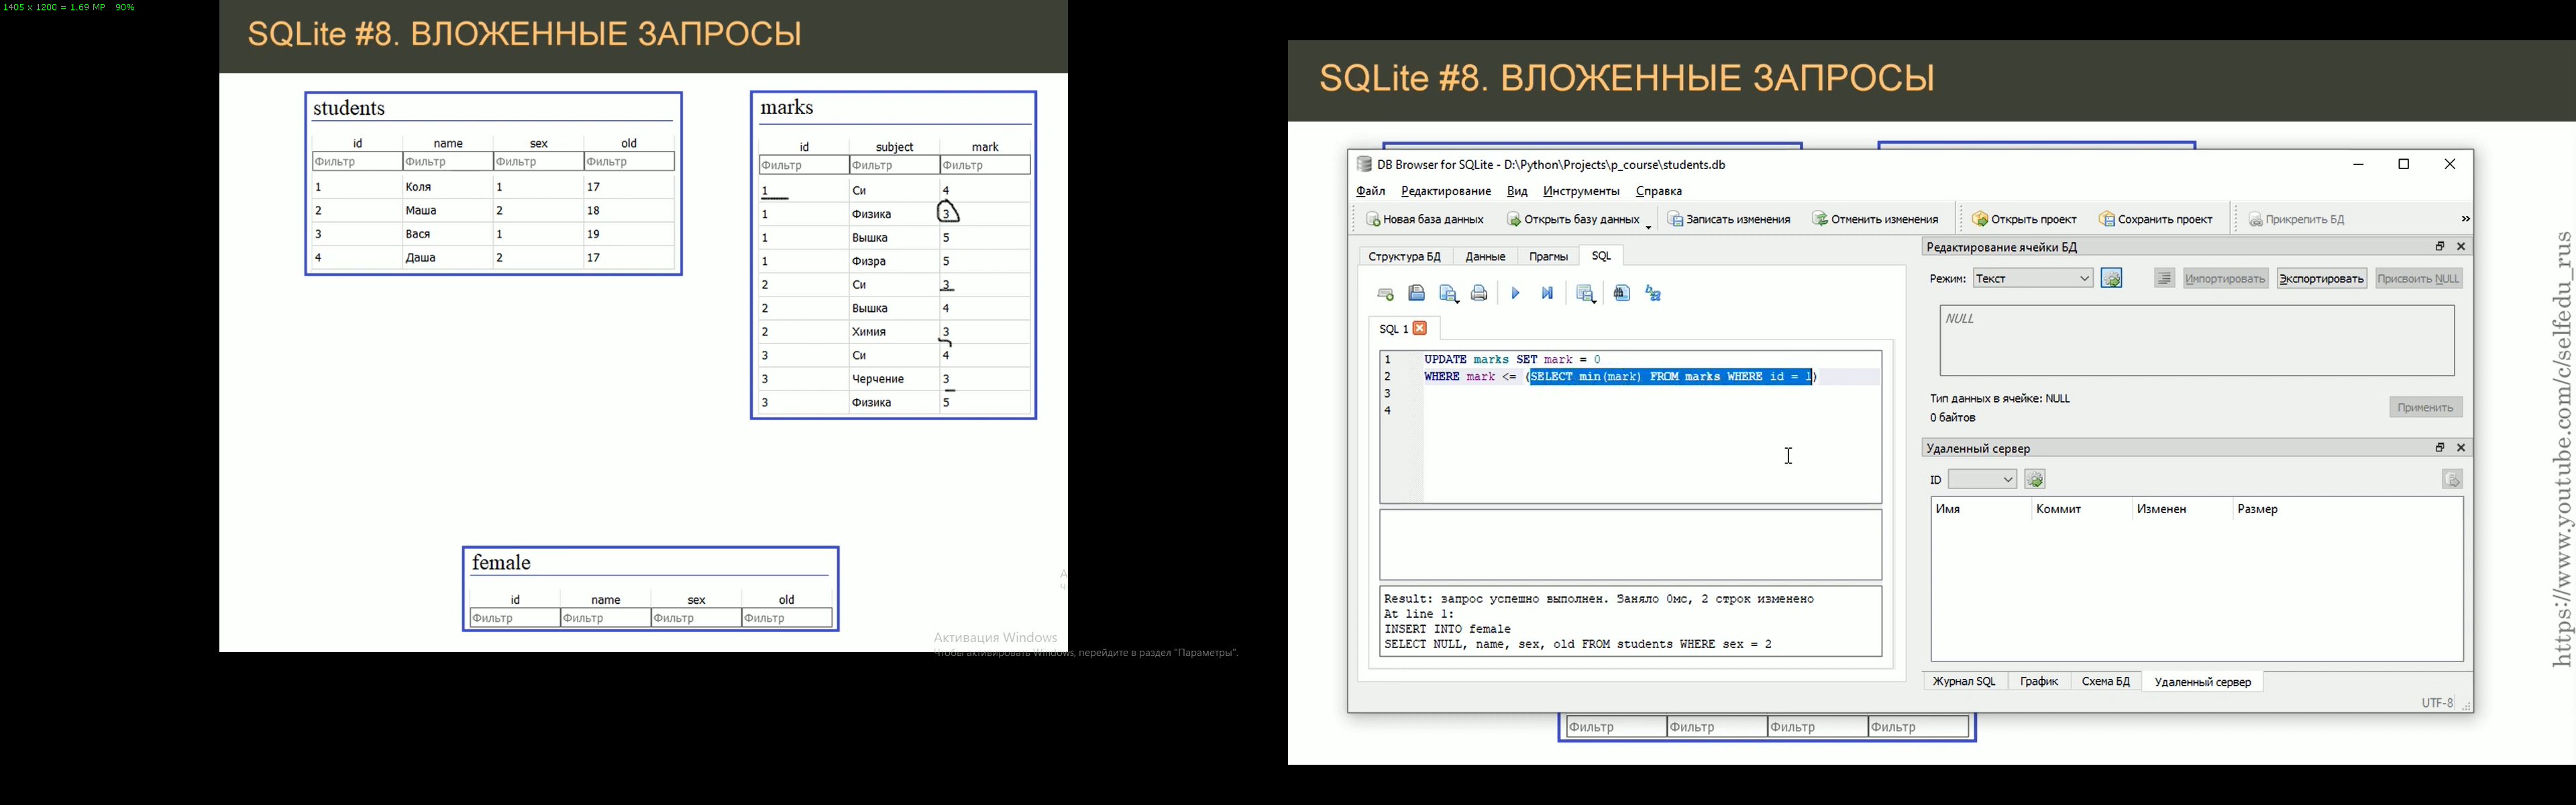 1405 x 1200 = 1.69 MP 90%
SQLite #8. ВЛОЖЕННЫЕ ЗАПРОСЫ
students
id name sex old
Фильтр Фильтр Фильтр Фильтр
1 Коля 1 17
2 Маша 2 18
3 Вася 1 19
4 Даша 2 17
marks
id subject mark
Фильтр Фильтр Фильтр
1 Си 4
1 Физика 3
1 Вышка 5
1 Физра 5
2 Си 3
2 Вышка 4
2 Химия 3
3 Си 4
3 Черчение 3
3 Физика 5
female
id name sex old
Фильтр Фильтр Фильтр Фильтр
Активация Windows
Чтобы активировать Windows, перейдите в раздел "Параметры".
SQLite #8. ВЛОЖЕННЫЕ ЗАПРОСЫ
DB Browser for SQLite - D:\Python\Projects\p_course\students.db
Файл Редактирование Вид Инструменты Справка
Новая база данных Открыть базу данных Записать изменения Отменить изменения Открыть проект Сохранить проект Прикрепить БД »
Структура БД Данные Прагмы SQL
SQL 1
1 UPDATE marks SET mark = 0
2 WHERE mark <= (SELECT min(mark) FROM marks WHERE id = 1)
3
4
Result: запрос успешно выполнен. Заняло 0мс, 2 строк изменено
At line 1:
INSERT INTO female
SELECT NULL, name, sex, old FROM students WHERE sex = 2
Редактирование ячейки БД
Режим: Текст Импортировать Экспортировать Присвоить NULL
NULL
Тип данных в ячейке: NULL
0 байтов
Применить
Удаленный сервер
ID
Имя Коммит Изменен Размер
Журнал SQL График Схема БД Удаленный сервер
UTF-8
Фильтр Фильтр Фильтр Фильтр
https://www.youtube.com/c/selfedu_rus